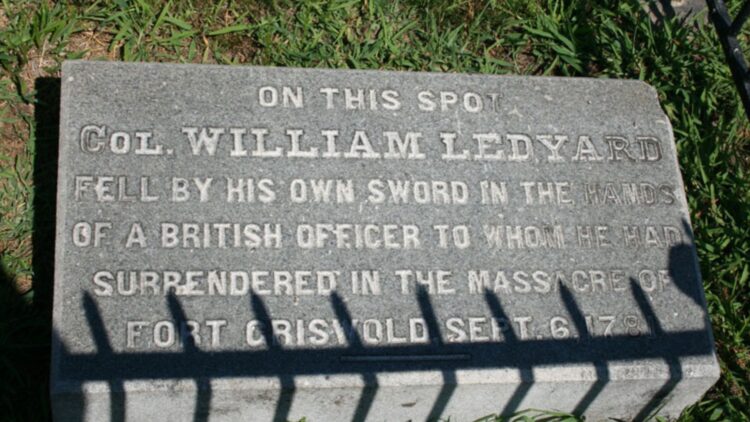 ON THIS SPOT
COL. WILLIAM LEDYARD
FELL BY HIS OWN SWORD IN THE HANDS
OF A BRITISH OFFICER TO WHOM HE HAD
SURRENDERED IN THE MASSACRE OF
FORT GRISWOLD SEPT. 6, 1781